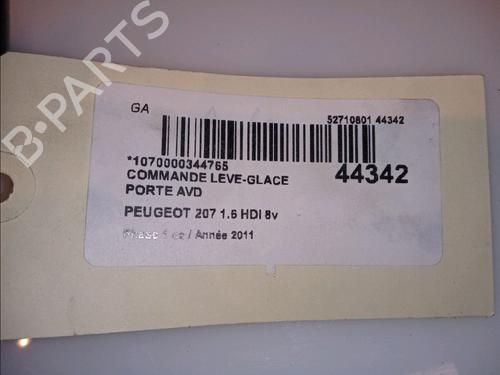 GA
52710801 44342
*1070000344765
COMMANDE LEVE-GLACE
44342
PORTE AVD
PEUGEOT 207 1.6 HDI 8v
/ Année 2011
B-PARTS